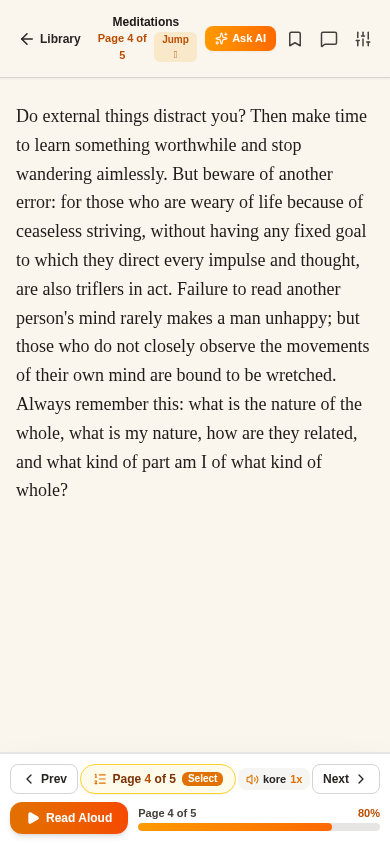 Library
Meditations
Page 4 of
5
Jump
Ask AI
Do external things distract you? Then make time
to learn something worthwhile and stop
wandering aimlessly. But beware of another
error: for those who are weary of life because of
ceaseless striving, without having any fixed goal
to which they direct every impulse and thought,
are also triflers in act. Failure to read another
person's mind rarely makes a man unhappy; but
those who do not closely observe the movements
of their own mind are bound to be wretched.
Always remember this: what is the nature of the
whole, what is my nature, how are they related,
and what kind of part am I of what kind of
whole?
Prev
Page 4 of 5 Select
kore 1x
Next
Read Aloud
Page 4 of 5
80%